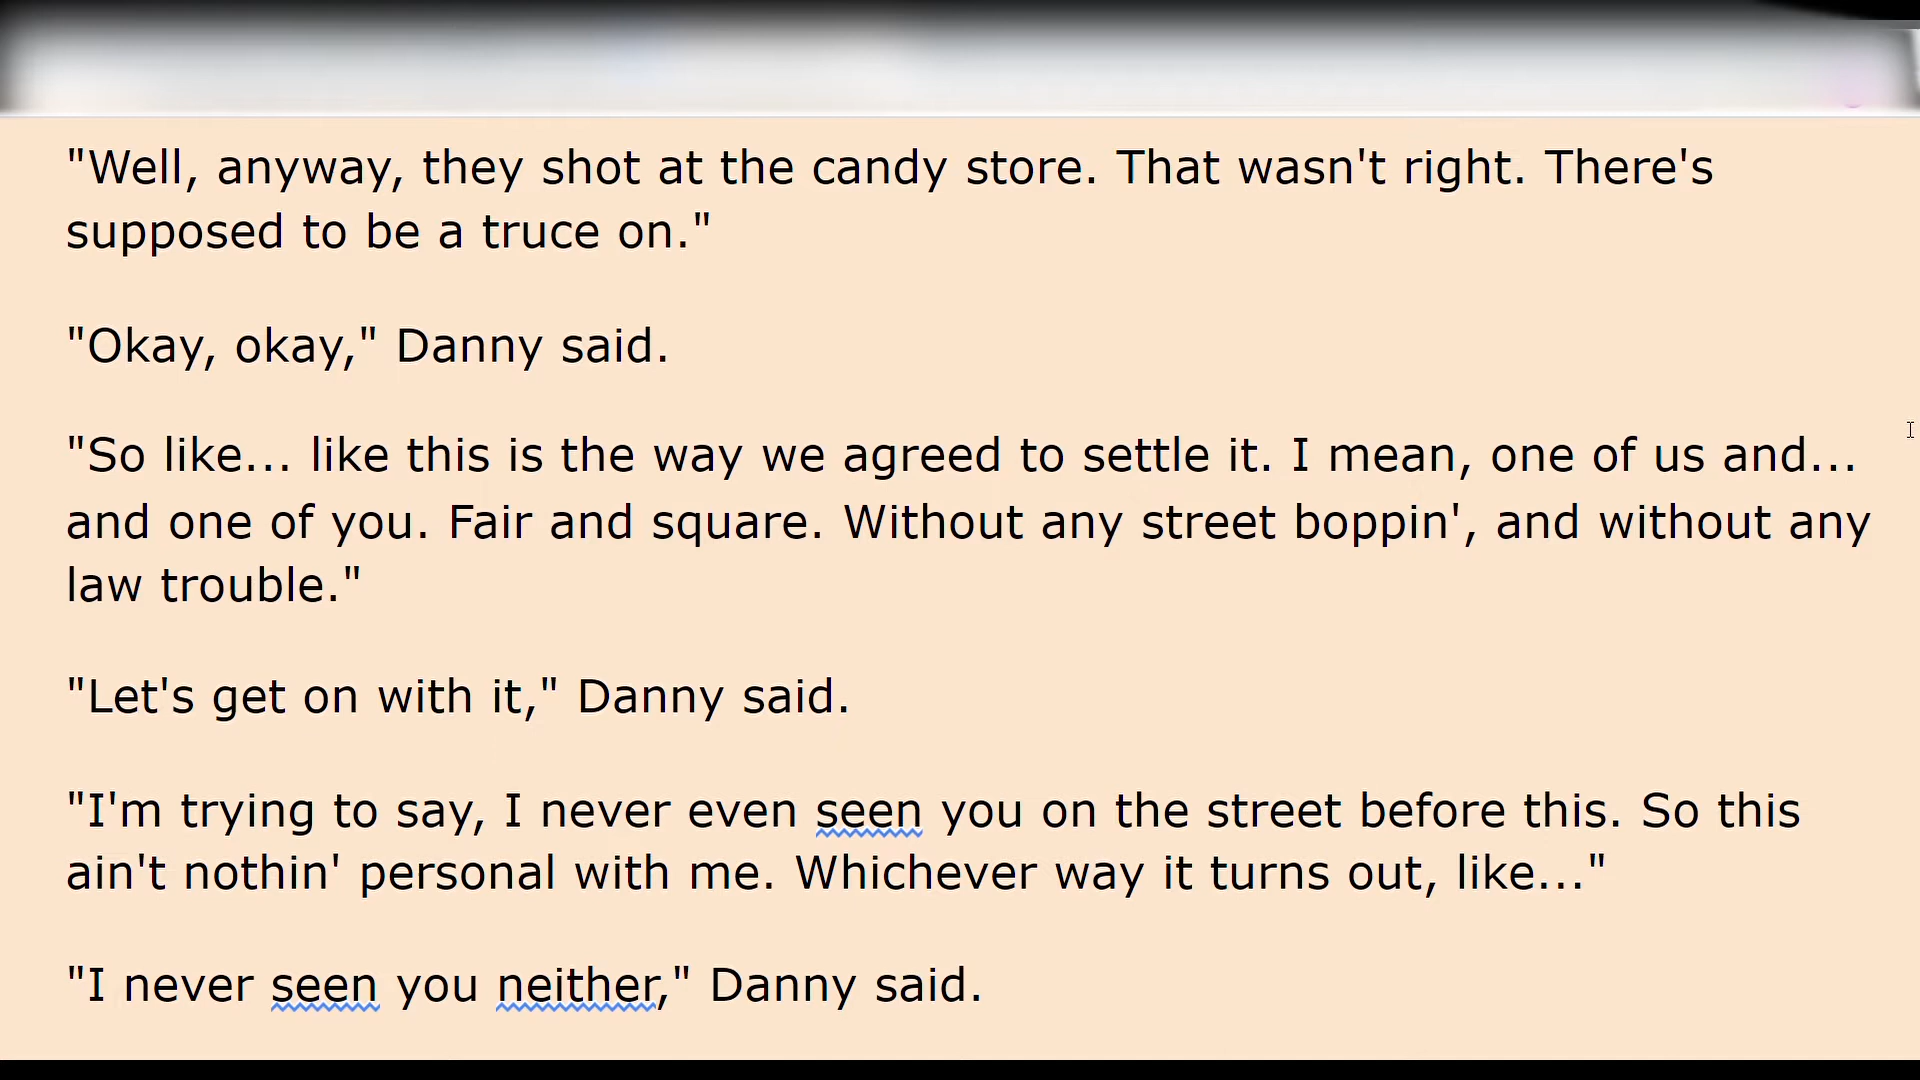 "Well, anyway, they shot at the candy store. That wasn't right. There's
supposed to be a truce on."
"Okay, okay," Danny said.
"So like... like this is the way we agreed to settle it. I mean, one of us and...
and one of you. Fair and square. Without any street boppin', and without any
law trouble."
"Let's get on with it," Danny said.
"I'm trying to say, I never even seen you on the street before this. So this
ain't nothin' personal with me. Whichever way it turns out, like..."
"I never seen you neither," Danny said.